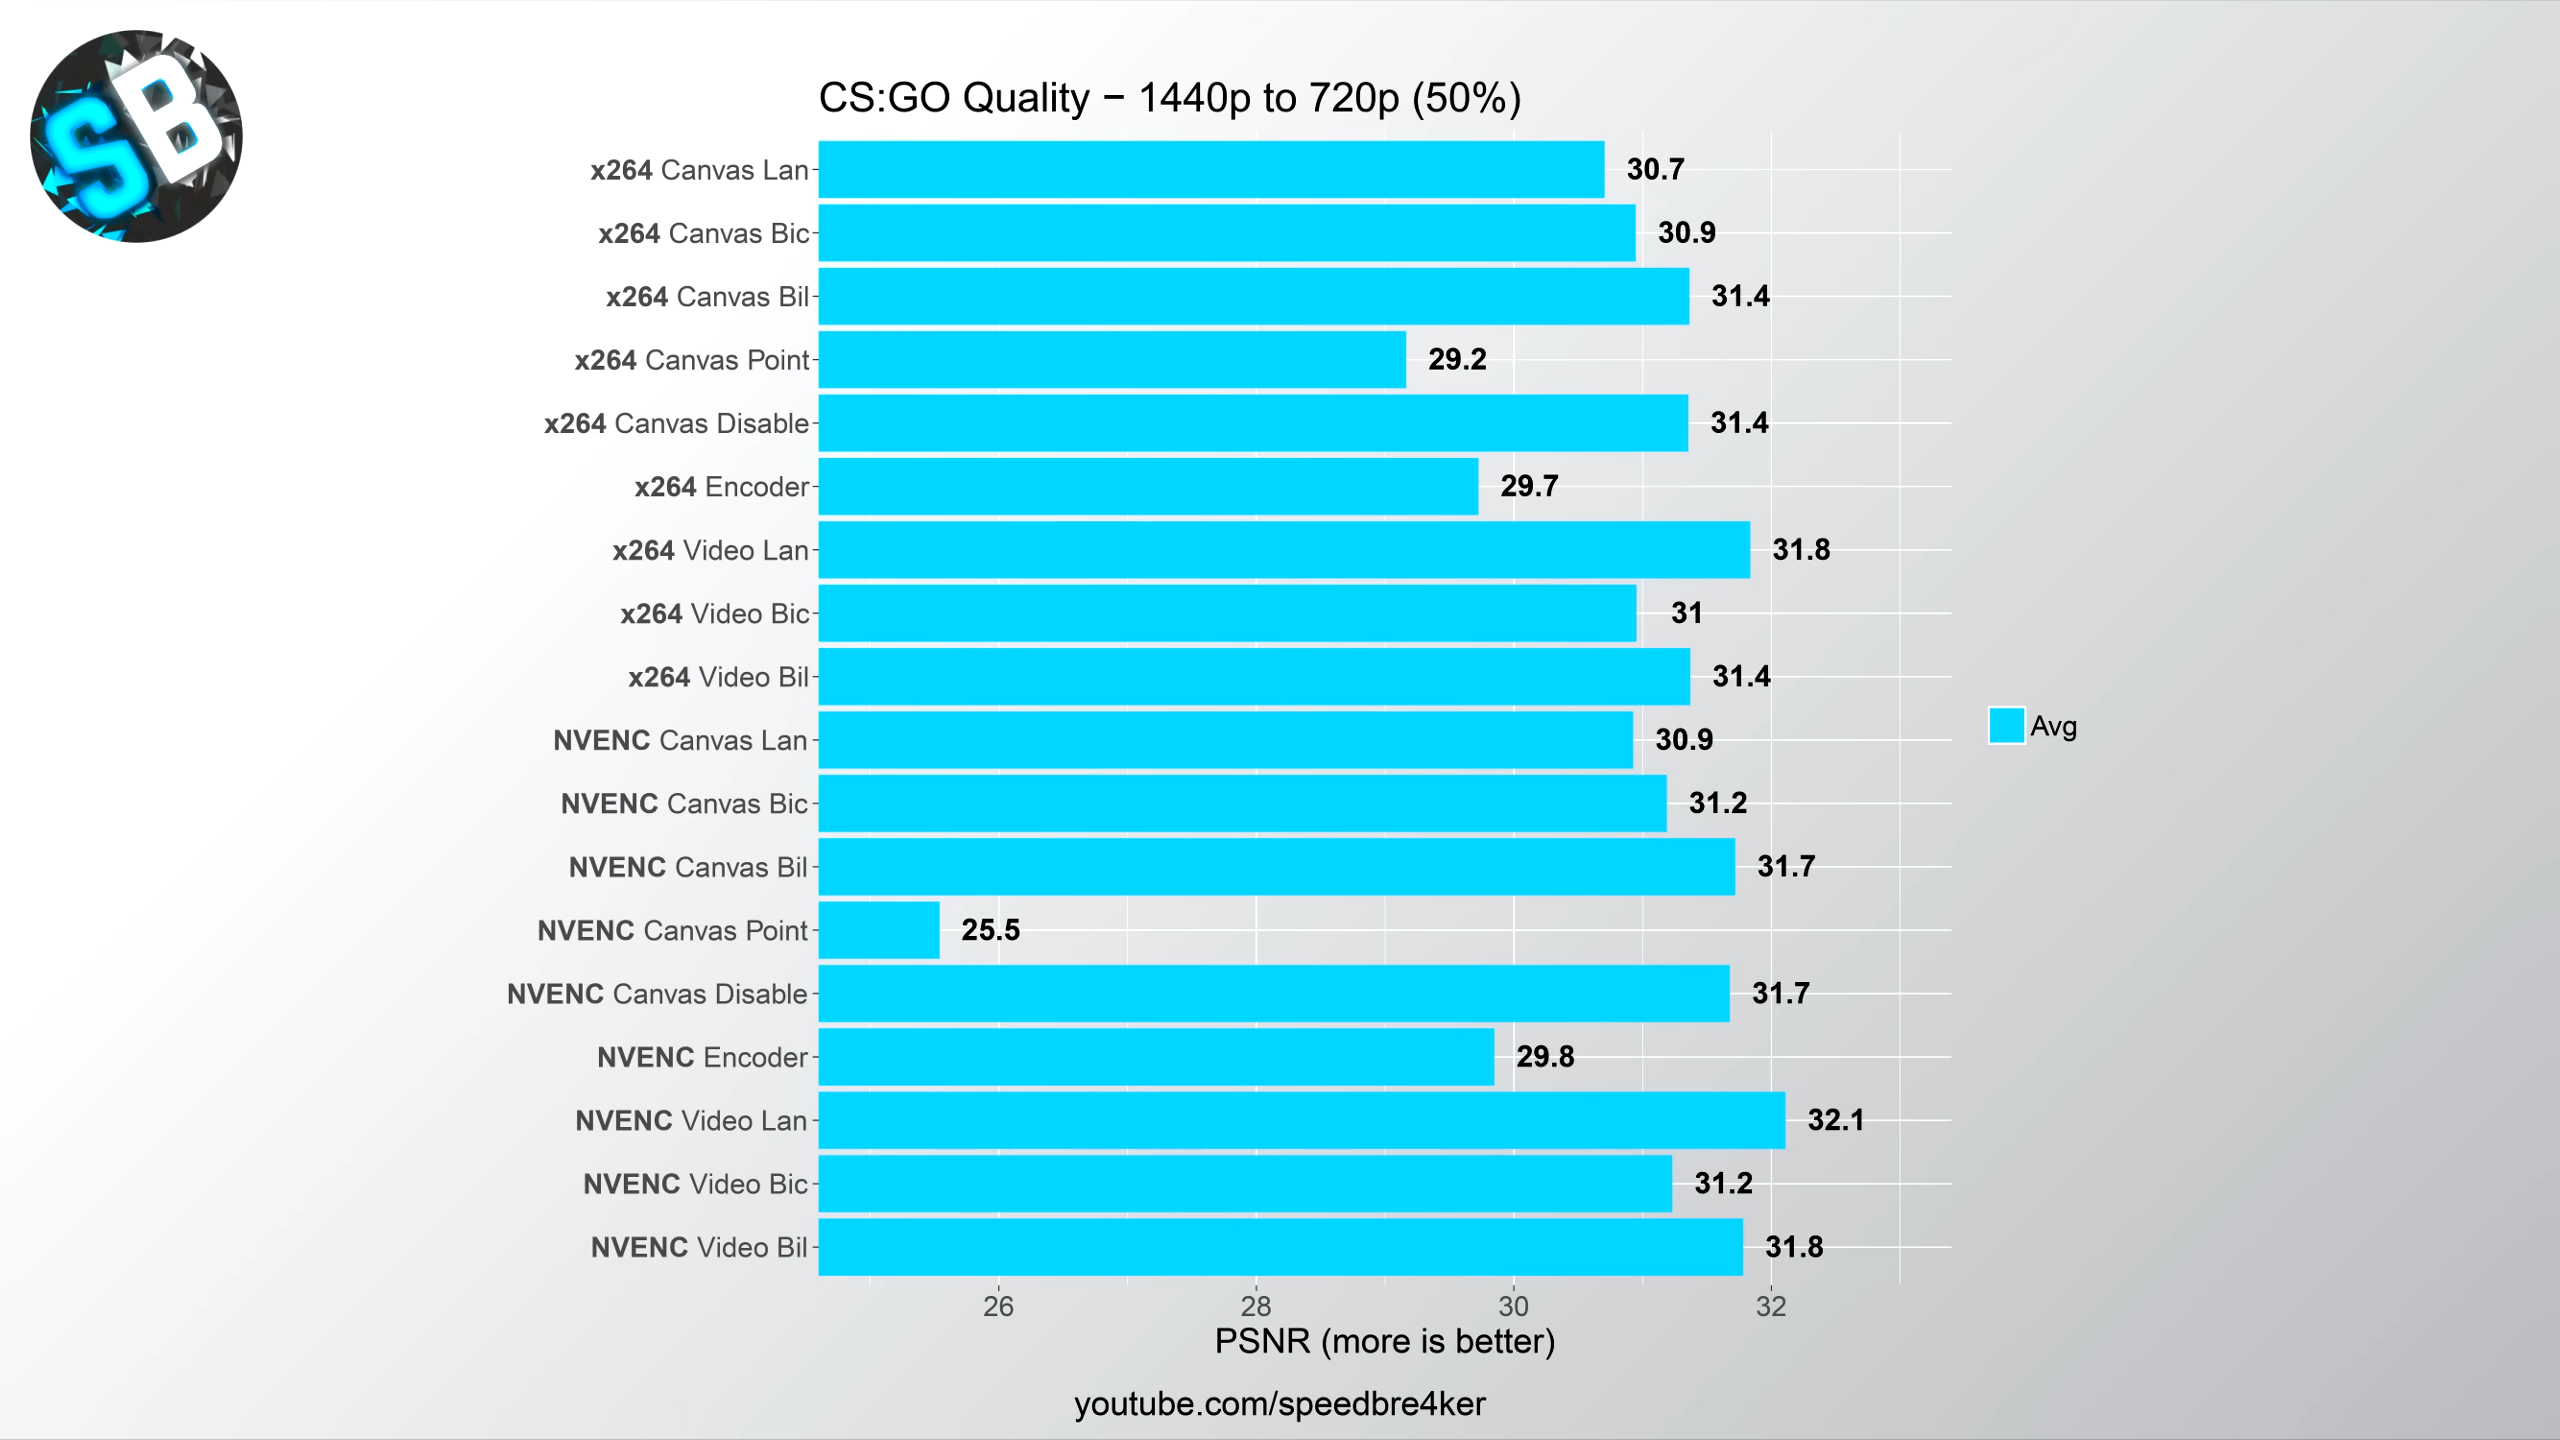 SB
CS:GO Quality − 1440p to 720p (50%)
x264 Canvas Lan 30.7
x264 Canvas Bic 30.9
x264 Canvas Bil 31.4
x264 Canvas Point 29.2
x264 Canvas Disable 31.4
x264 Encoder 29.7
x264 Video Lan 31.8
x264 Video Bic 31
x264 Video Bil 31.4
NVENC Canvas Lan 30.9
NVENC Canvas Bic 31.2
NVENC Canvas Bil 31.7
NVENC Canvas Point 25.5
NVENC Canvas Disable 31.7
NVENC Encoder 29.8
NVENC Video Lan 32.1
NVENC Video Bic 31.2
NVENC Video Bil 31.8
Avg
26 28 30 32
PSNR (more is better)
youtube.com/speedbre4ker